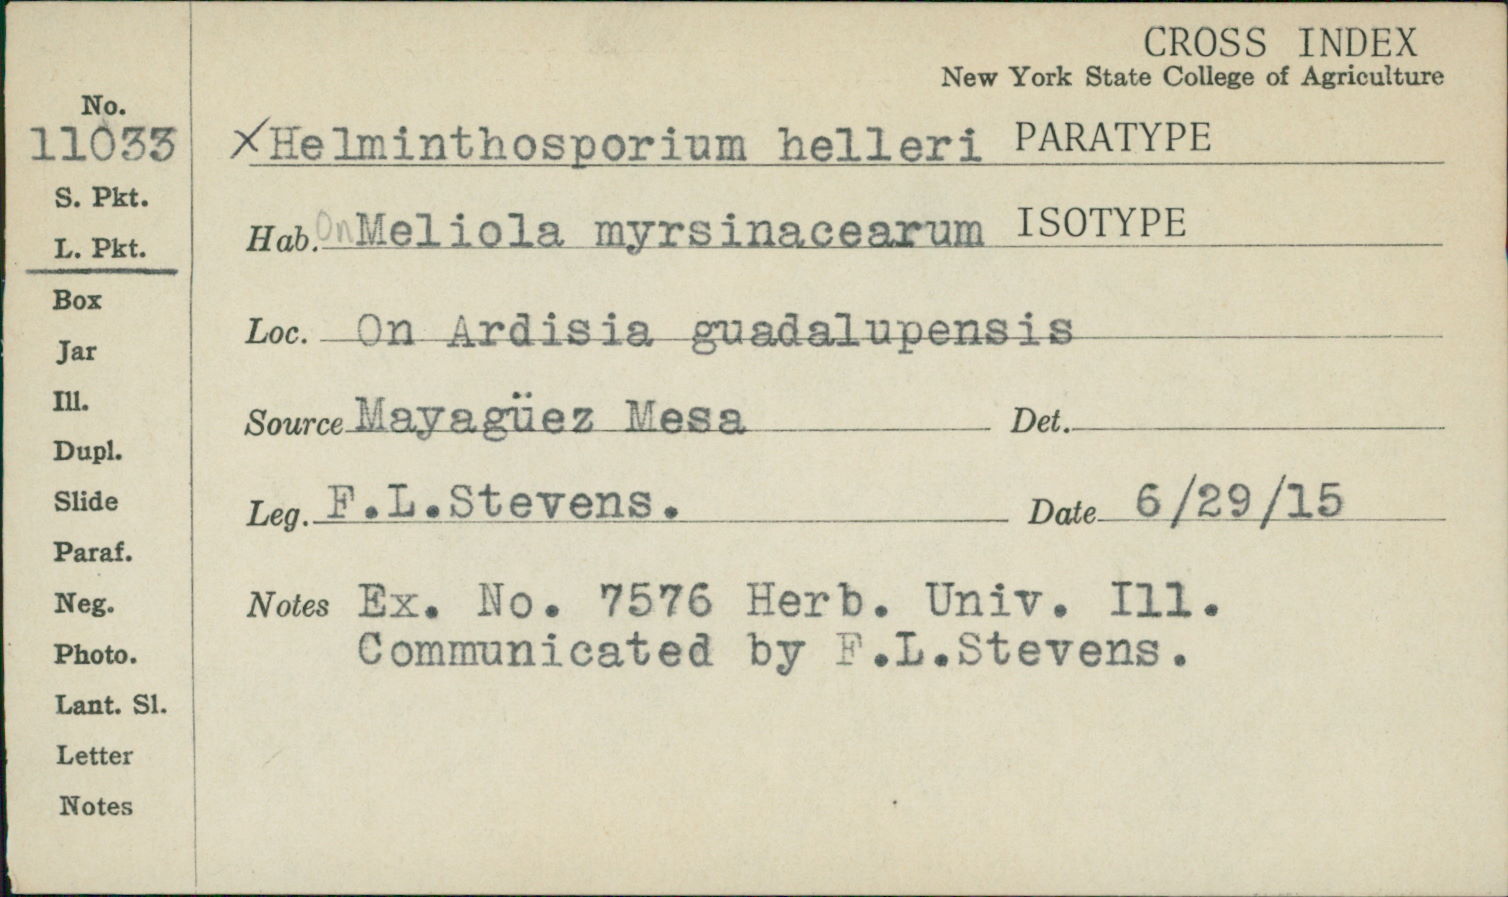 CROSS INDEX
New York State College of Agriculture
No.
11033
S. Pkt.
L. Pkt.
Box
Jar
Ill.
Dupl.
Slide
Paraf.
Neg.
Photo.
Lant. Sl.
Letter
Notes
XHelminthosporium helleri PARATYPE
Hab. On Meliola myrsinacearum ISOTYPE
Loc. On Ardisia guadalupensis
Source Mayagüez Mesa Det.
Leg. F.L.Stevens. Date 6/29/15
Notes Ex. No. 7576 Herb. Univ. Ill.
Communicated by F.L.Stevens.